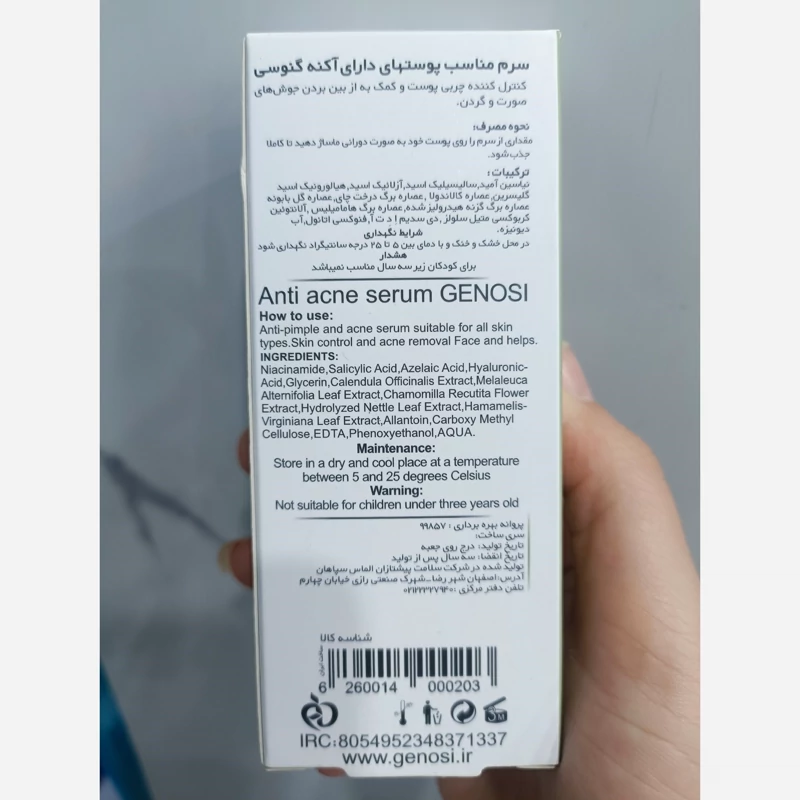 سرم مناسب پوستهای دارای آکنه گنوسی
کنترل کننده چربی پوست و کمک به از بین بردن جوش‌های
صورت و گردن.
نحوه مصرف:
مقداری از سرم را روی پوست خود به صورت دورانی ماساژ دهید تا کاملا
جذب شود.
ترکیبات:
نیاسین آمید,سالیسیلیک اسید,آزلائیک اسید,هیالورونیک اسید
گلیسرین,عصاره کالاندولا ,عصاره برگ درخت چای,عصاره گل بابونه
عصاره برگ گزنه هیدرولیز شده,عصاره برگ هامامیلیس ,آلانتوئین
کربوکسی متیل سلولز ,دی سدیم ا د ت آ,فنوکسی اتانول,آب
دیونیزه.
شرایط نگهداری
در محل خشک و خنک و با دمای بین ۵ تا ۲۵ درجه سانتیگراد نگهداری شود
هشدار
برای کودکان زیر سه سال مناسب نمیباشد
Anti acne serum GENOSI
How to use:
Anti-pimple and acne serum suitable for all skin
types.Skin control and acne removal Face and helps.
INGREDIENTS:
Niacinamide,Salicylic Acid,Azelaic Acid,Hyaluronic-
Acid,Glycerin,Calendula Officinalis Extract,Melaleuca
Alternifolia Leaf Extract,Chamomilla Recutita Flower
Extract,Hydrolyzed Nettle Leaf Extract,Hamamelis-
Virginiana Leaf Extract,Allantoin,Carboxy Methyl
Cellulose,EDTA,Phenoxyethanol,AQUA.
Maintenance:
Store in a dry and cool place at a temperature
between 5 and 25 degrees Celsius
Warning:
Not suitable for children under three years old
پروانه بهره برداری : ۹۹۸۵۷
سری ساخت:
تاریخ تولید: درج روی جعبه
تاریخ انقضا: سه سال پس از تولید
تولید شده در شرکت سلامت پیشتازان الماس سپاهان
آدرس:اصفهان شهر رضا_شهرک صنعتی رازی خیابان چهارم
تلفن دفتر مرکزی :
شناسه کالا
ساخت ایران
6 260014 000203
IRC:8054952348371337
www.genosi.ir